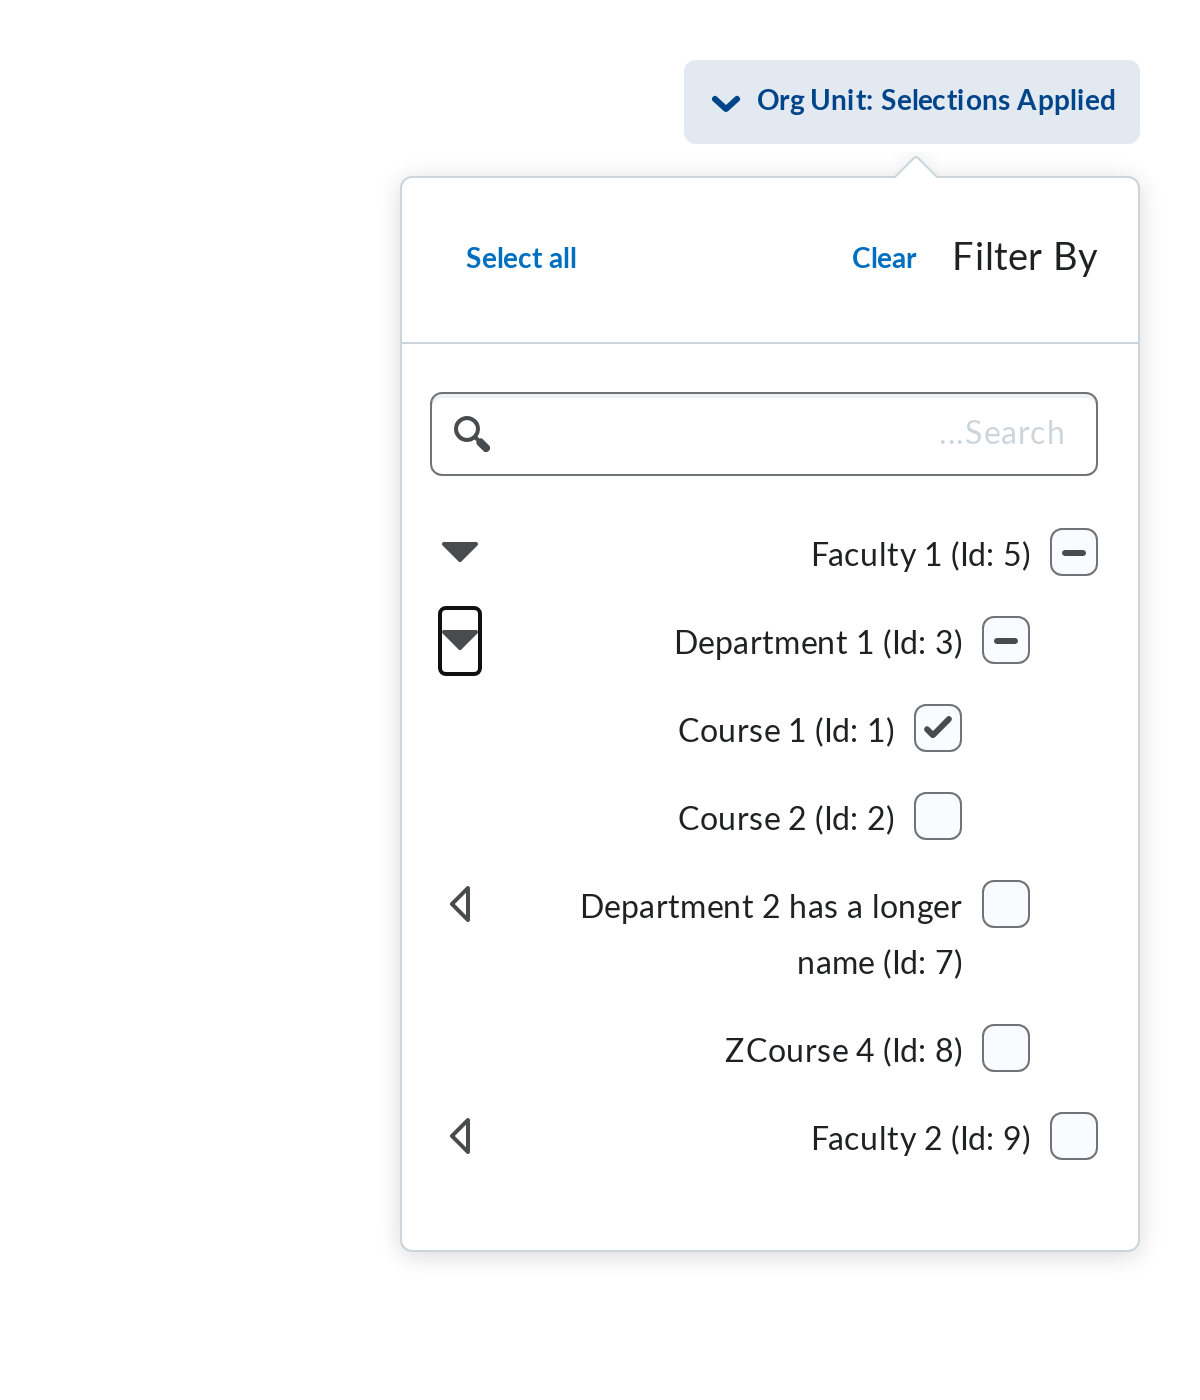 Org Unit: Selections Applied
Filter By
Clear
Select all
...Search
Faculty 1 (Id: 5)
Department 1 (Id: 3)
Course 1 (Id: 1)
Course 2 (Id: 2)
Department 2 has a longer
name (Id: 7)
ZCourse 4 (Id: 8)
Faculty 2 (Id: 9)